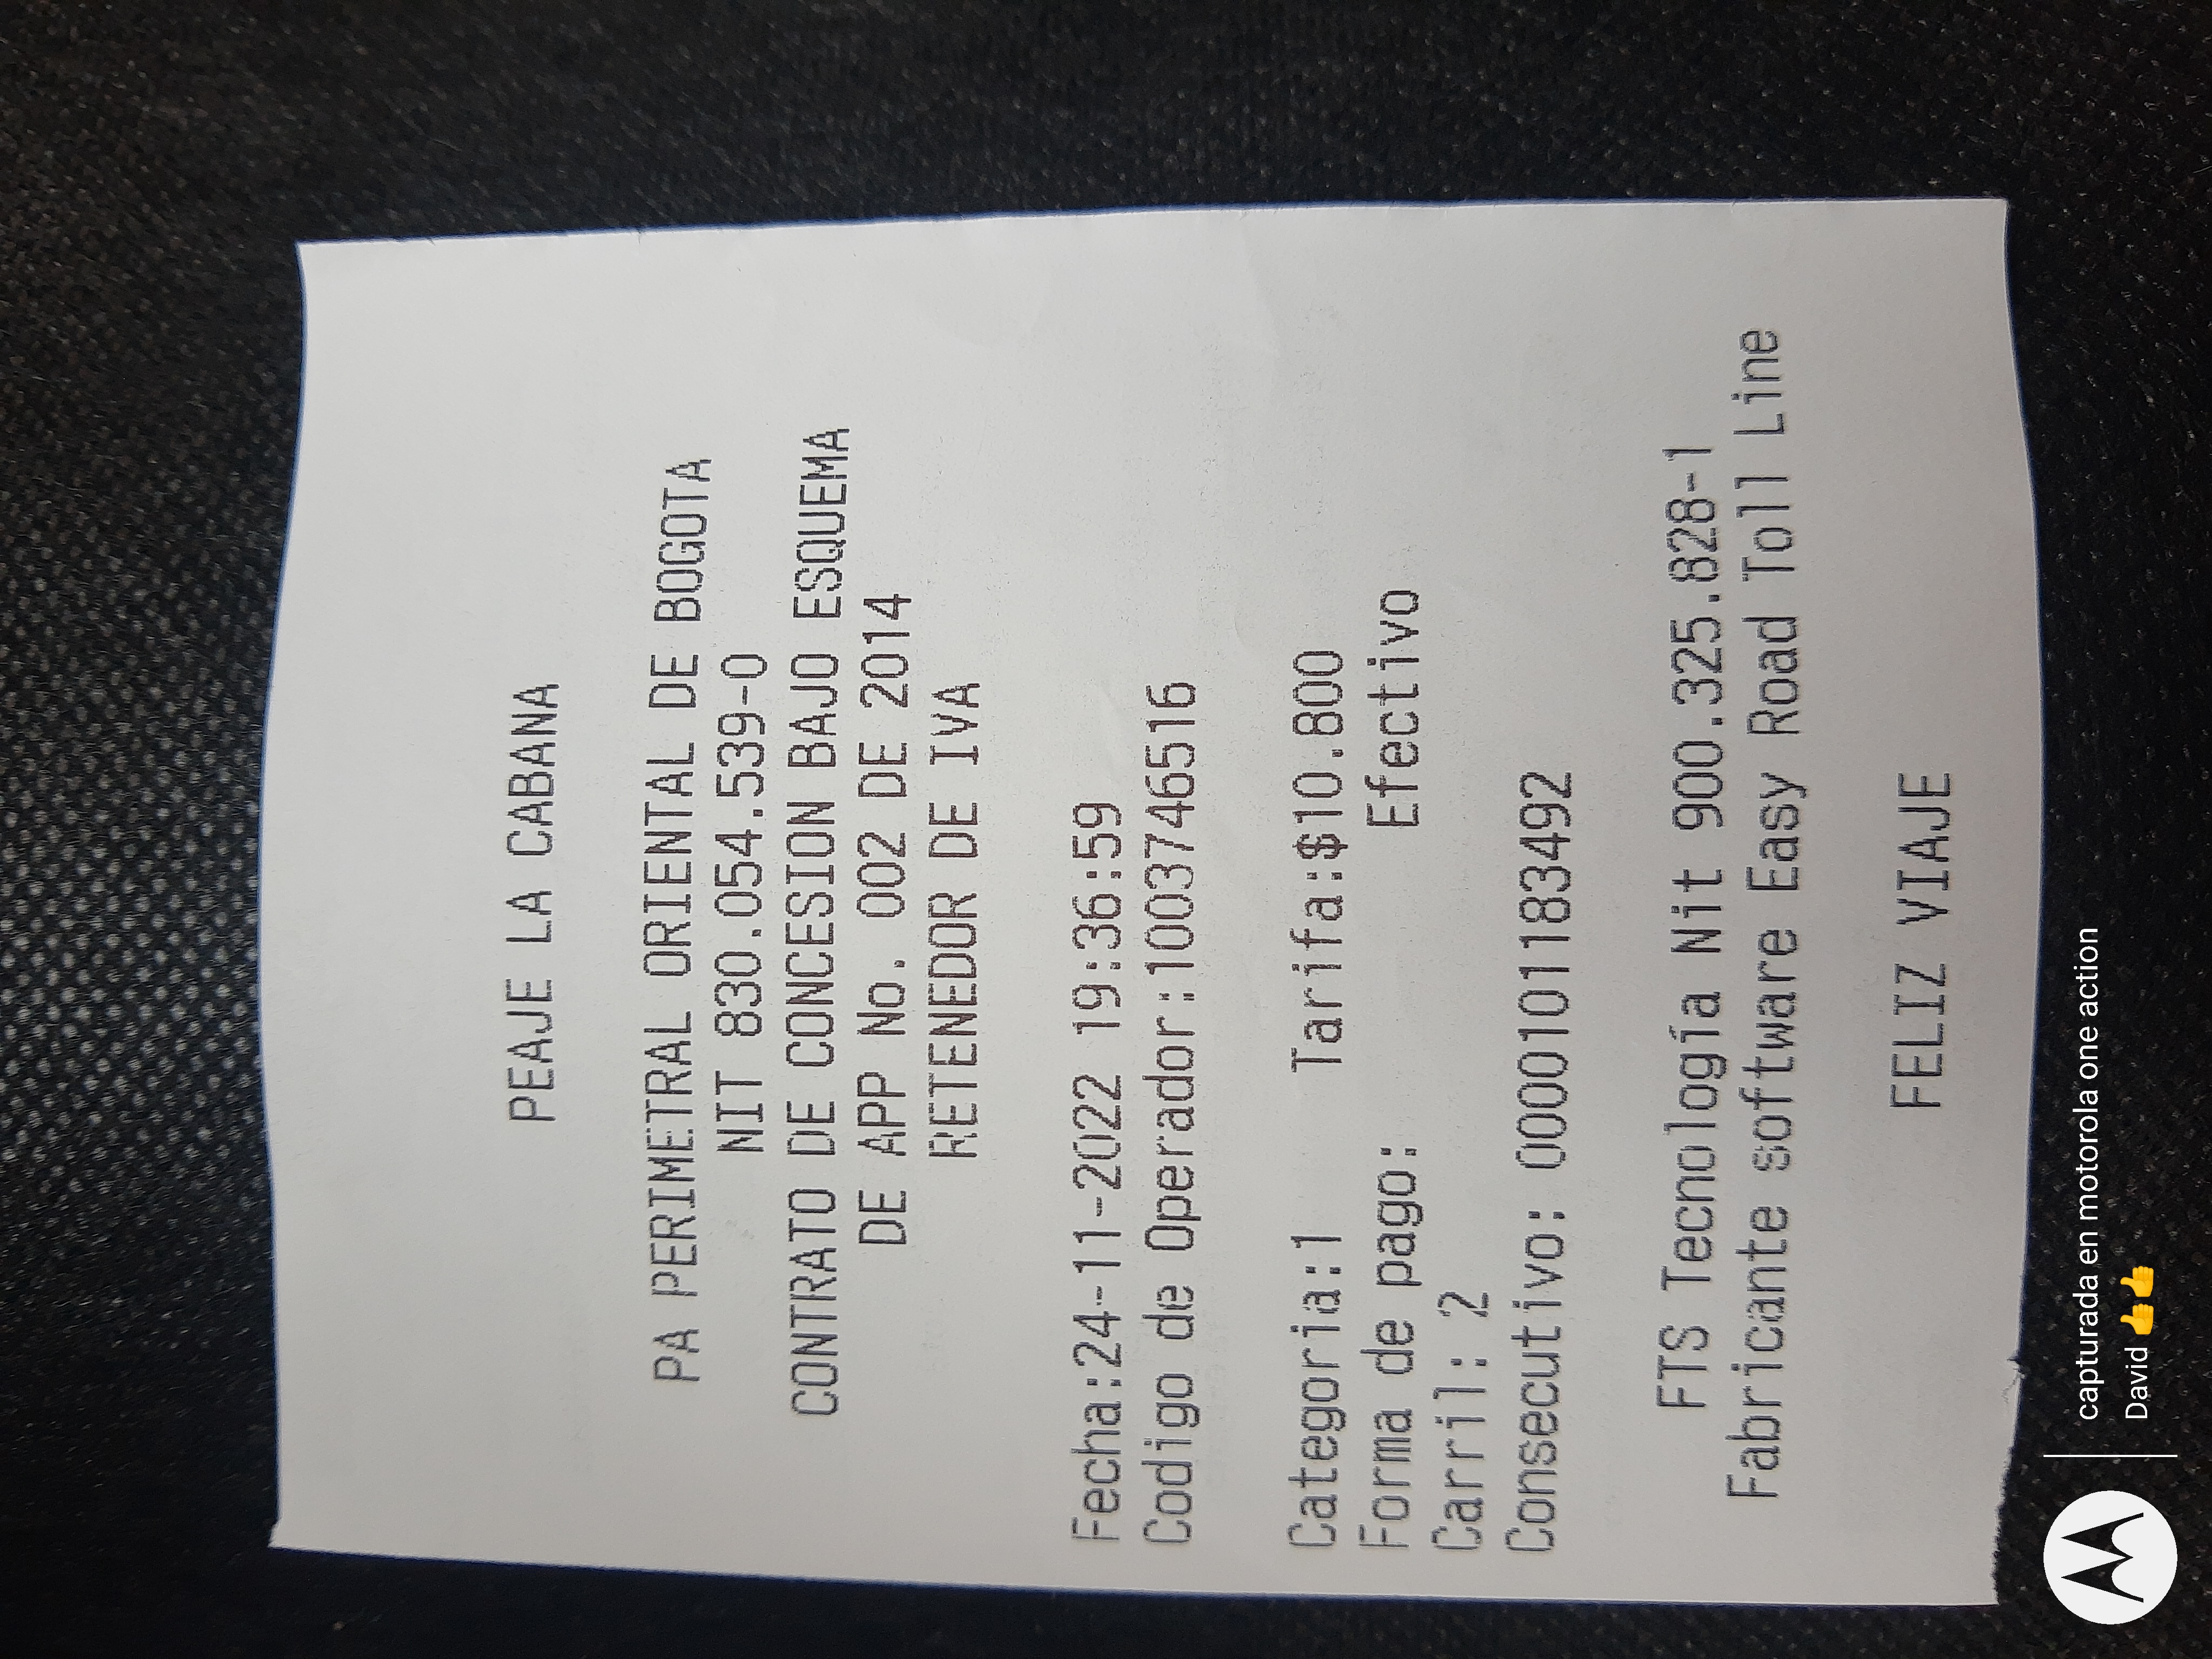 PEAJE LA CABANA
PA PERIMETRAL ORIENTAL DE BOGOTA
NIT 830.054.539-0
CONTRATO DE CONCESION BAJO ESQUEMA
DE APP No. 002 DE 2014
RETENEDOR DE IVA
Fecha:24-11-2022 19:36:59
Codigo de Operador:1003746516
Categoria:1 Tarifa:$10.800
Forma de pago: Efectivo
Carril: 2
Consecutivo: 0000101183492
FTS Tecnología Nit 900.325.828-1
Fabricante software Easy Road Toll Line
FELIZ VIAJE
capturada en motorola one action
David 👍👍